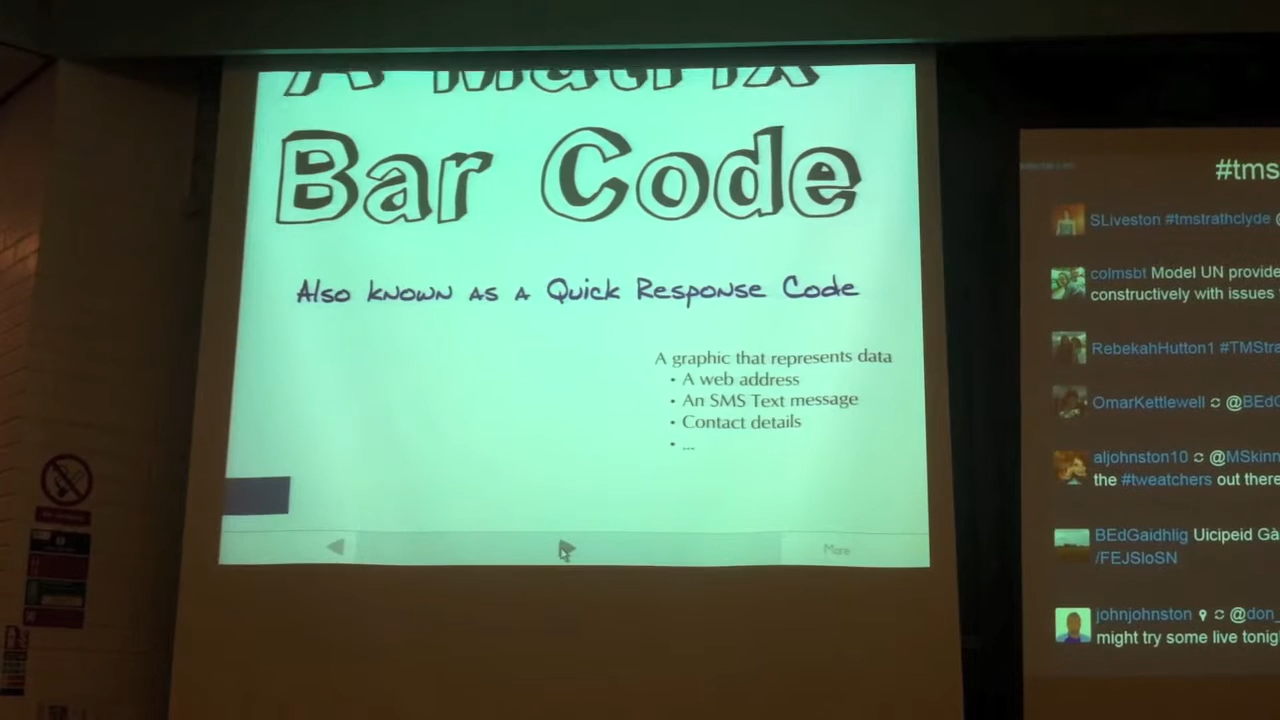 A Matrix
Bar Code
Also known as a Quick Response Code
A graphic that represents data
• A web address
• An SMS Text message
• Contact details
• ...
More
#tms
SLiveston #tmstrathclyde @
colmsbt Model UN provide
constructively with issues
RebekahHutton1 #TMStra
OmarKettlewell @BEdG
aljohnston10 @MSkinn
the #tweatchers out there
BEdGaidhlig Uicipeid Gà
/FEJSloSN
johnjohnston @don_
might try some live tonig